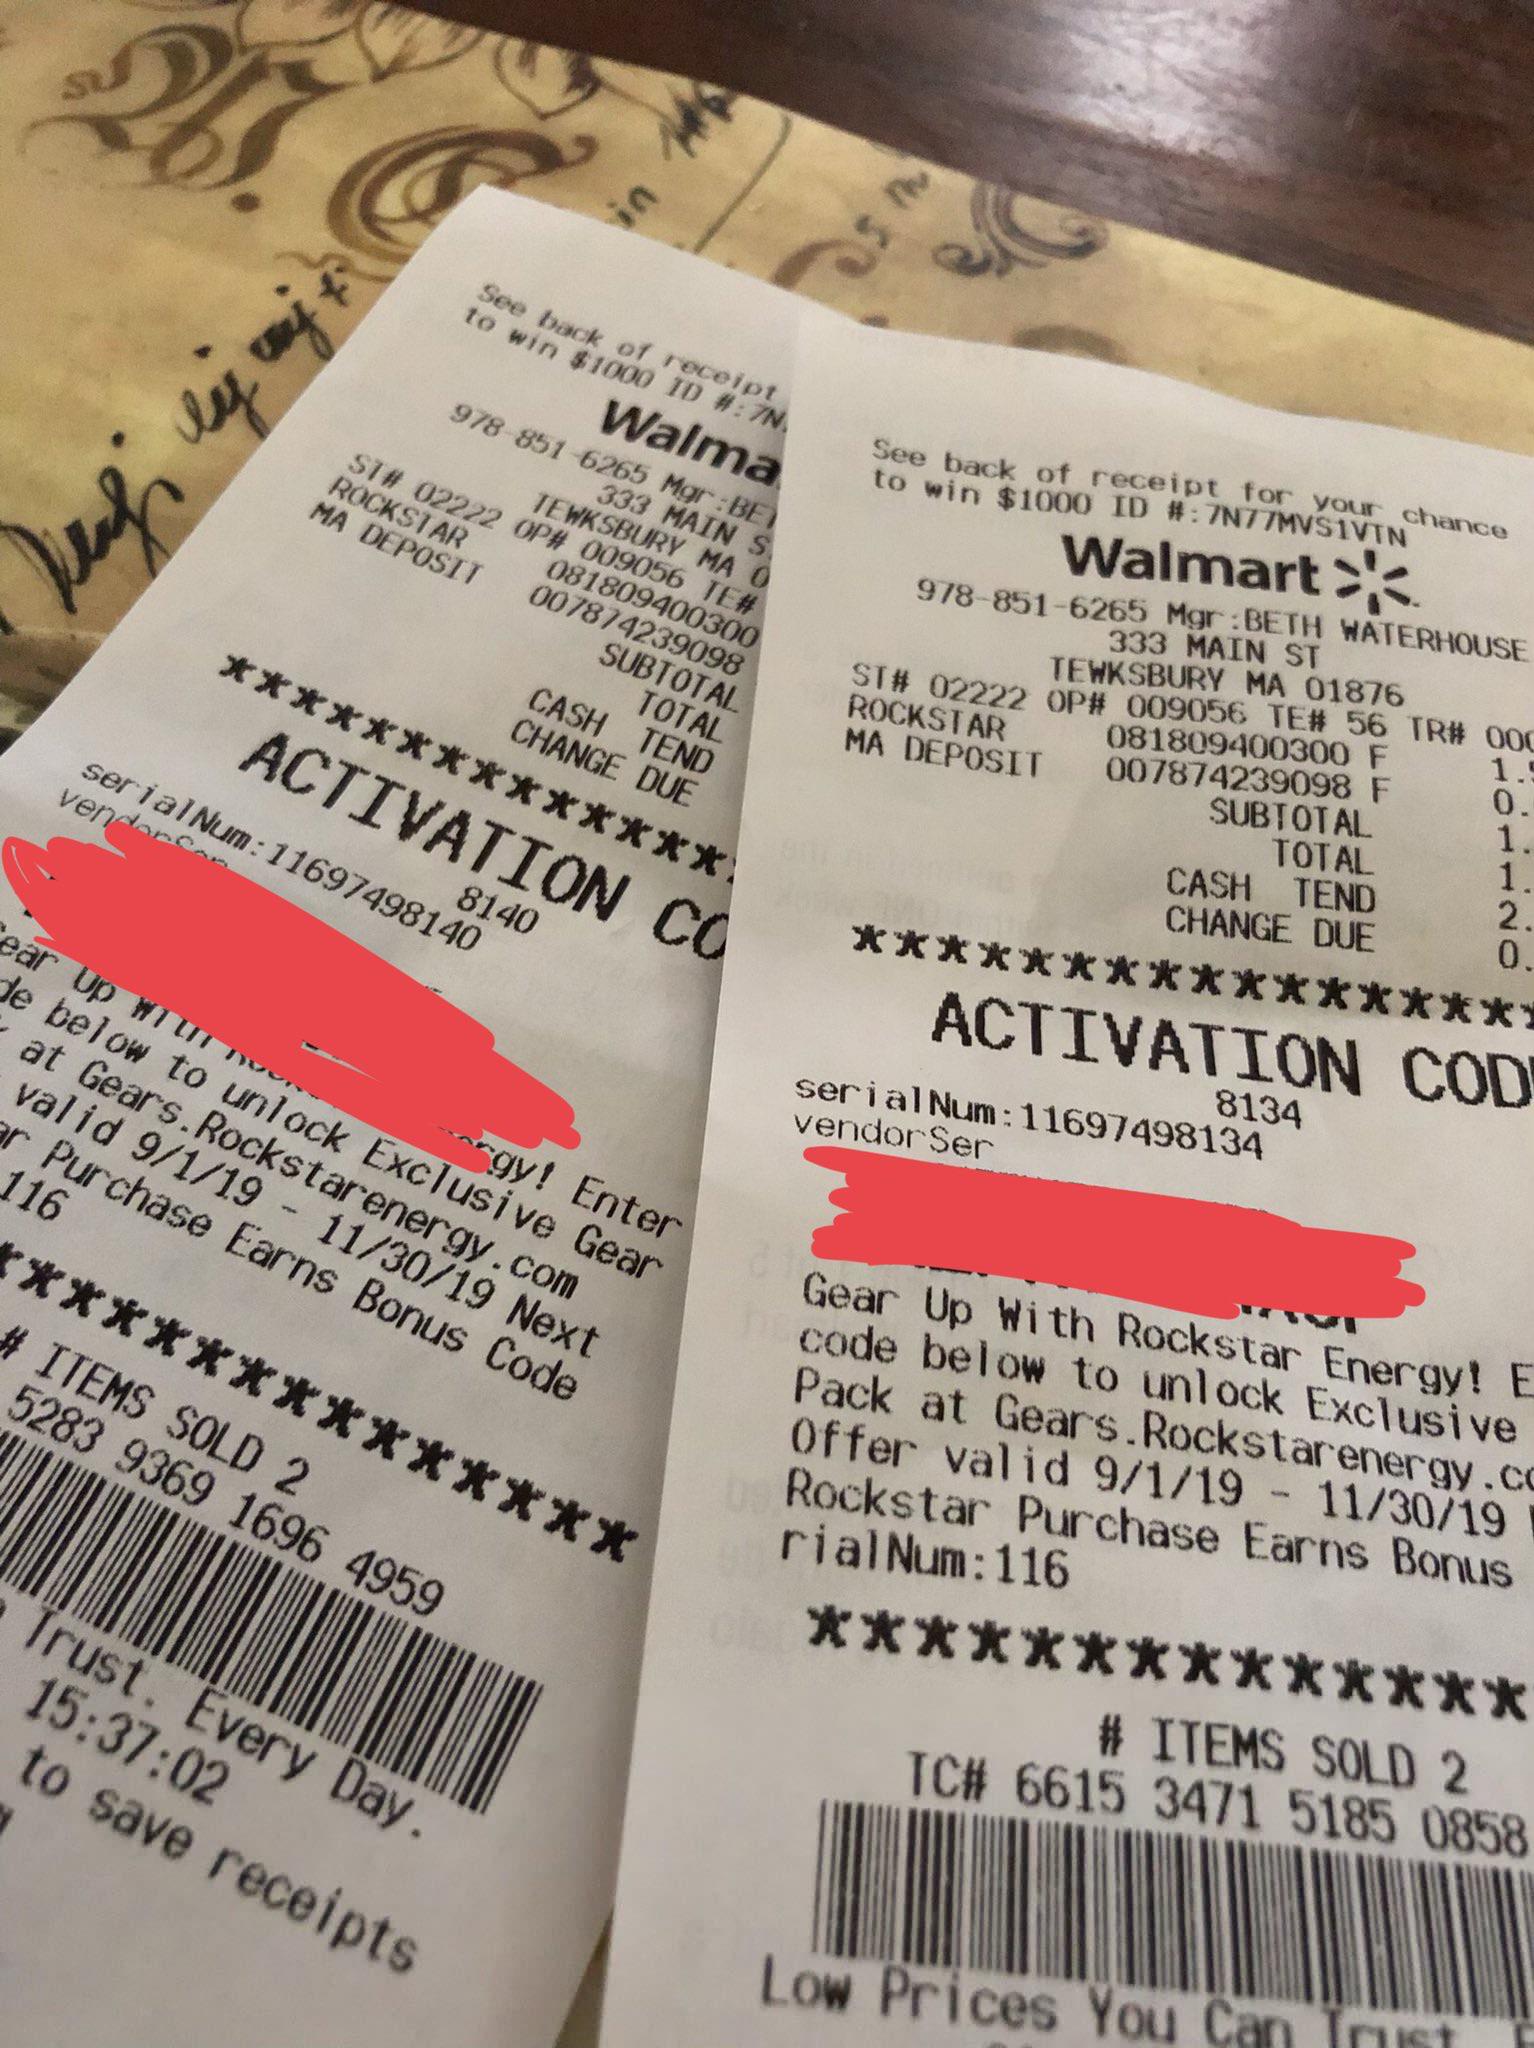 See back of receipt
to win $1000 ID #:7N
Walma
978-851-6265 Mgr:BET
333 MAIN S
TEWKSBURY MA 0
ST# 02222 OP# 009056 TE#
ROCKSTAR 081809400300
MA DEPOSIT 007874239098
SUBTOTAL
TOTAL
CASH TEND
CHANGE DUE
****************
ACTIVATION CO
8140
serialNum:11697498140
vendorSer
ear Up With
rgy! Enter
de below to unlock Exclusive Gear
at Gears.Rockstarenergy.com
valid 9/1/19 - 11/30/19 Next
ar Purchase Earns Bonus Code
116
****************
# ITEMS SOLD 2
5283 9369 1696 4959
Trust. Every Day.
15:37:02
to save receipts
See back of receipt for your chance
to win $1000 ID #:7N77MVS1VTN
Walmart
978-851-6265 Mgr:BETH WATERHOUSE
333 MAIN ST
TEWKSBURY MA 01876
ST# 02222 OP# 009056 TE# 56 TR# 000
ROCKSTAR 081809400300 F 1.
MA DEPOSIT 007874239098 F 0.
SUBTOTAL 1.
TOTAL 1.
CASH TEND 2.
CHANGE DUE 0.
****************
ACTIVATION COD
8134
serialNum:11697498134
vendorSer
Gear Up With Rockstar Energy! E
code below to unlock Exclusive
Pack at Gears.Rockstarenergy.co
Offer valid 9/1/19 - 11/30/19
Rockstar Purchase Earns Bonus
rialNum:116
**************
# ITEMS SOLD 2
TC# 6615 3471 5185 0858
Low Prices You Can Trust. E